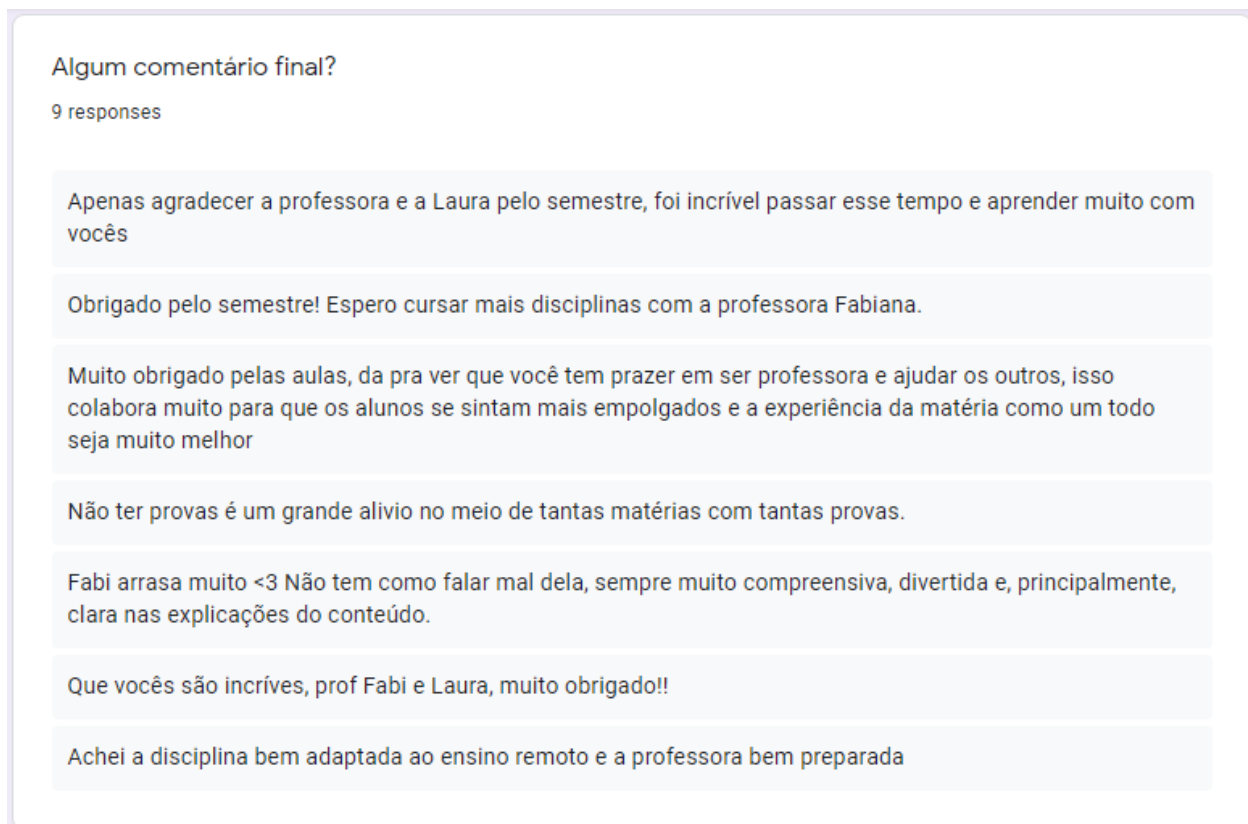 Algum comentário final?
9 responses
Apenas agradecer a professora e a Laura pelo semestre, foi incrível passar esse tempo e aprender muito com
vocês
Obrigado pelo semestre! Espero cursar mais disciplinas com a professora Fabiana.
Muito obrigado pelas aulas, da pra ver que você tem prazer em ser professora e ajudar os outros, isso
colabora muito para que os alunos se sintam mais empolgados e a experiência da matéria como um todo
seja muito melhor
Não ter provas é um grande alivio no meio de tantas matérias com tantas provas.
Fabi arrasa muito <3 Não tem como falar mal dela, sempre muito compreensiva, divertida e, principalmente,
clara nas explicações do conteúdo.
Que vocês são incríves, prof Fabi e Laura, muito obrigado!!
Achei a disciplina bem adaptada ao ensino remoto e a professora bem preparada